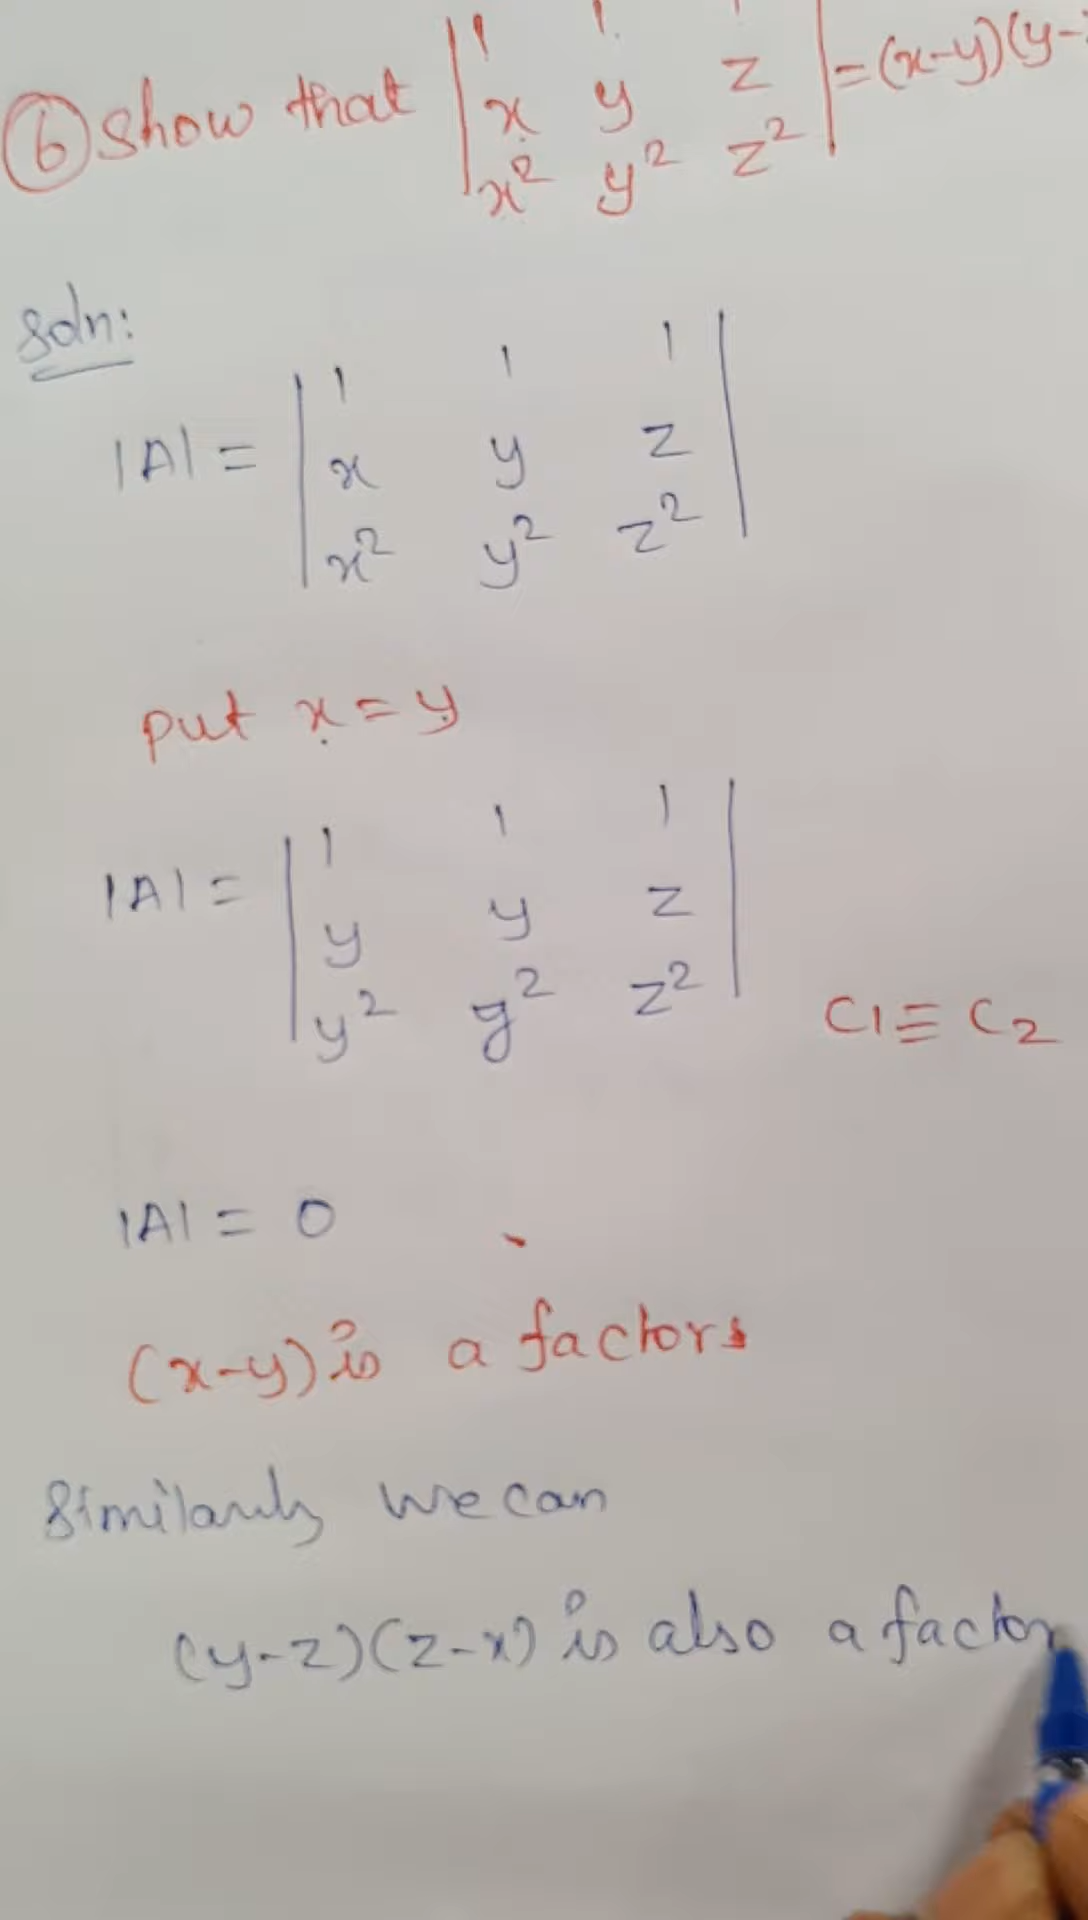 ⑥ show that | 1 1 1 | = (x-y)(y-
x y z
x² y² z²
Soln:
|A| = | 1 1 1 |
x y z
x² y² z²
put x = y
|A| = | 1 1 1 |
y y z
y² y² z²
C1 ≡ C2
|A| = 0
(x-y) is a factors
Similarly we can
(y-z)(z-x) is also a factor